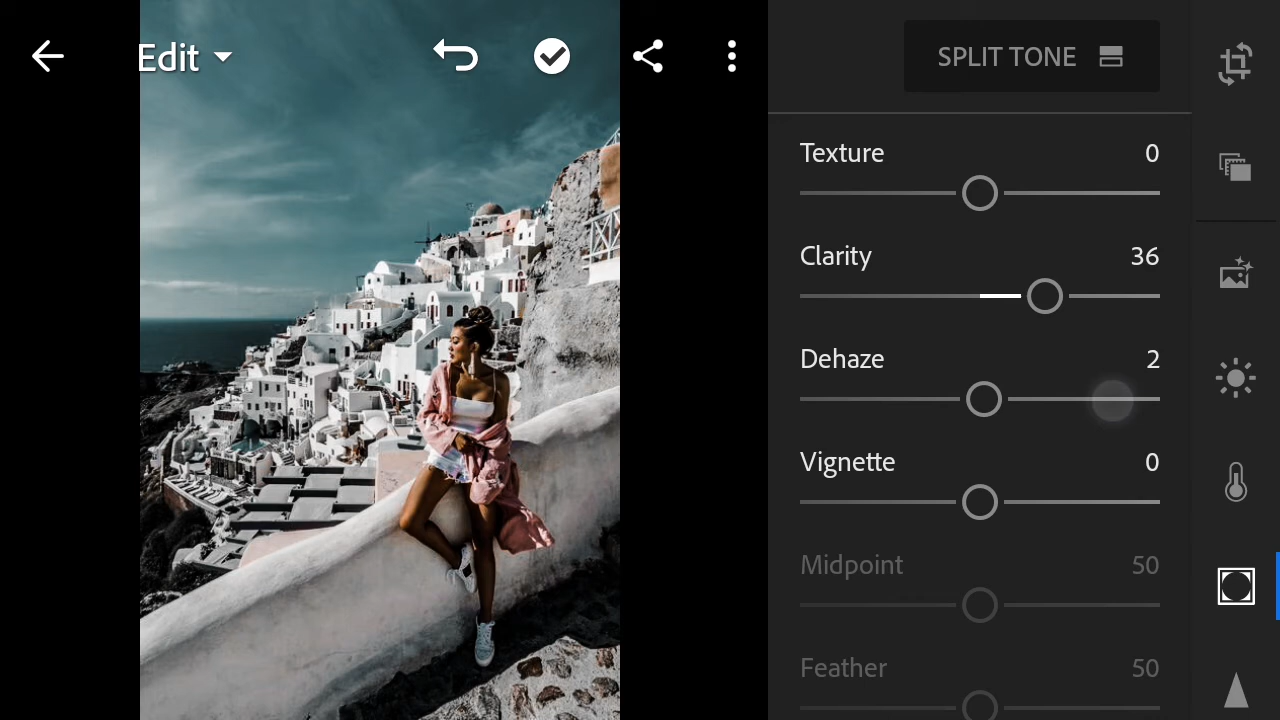 Edit
SPLIT TONE
Texture 0
Clarity 36
Dehaze 2
Vignette 0
Midpoint 50
Feather 50